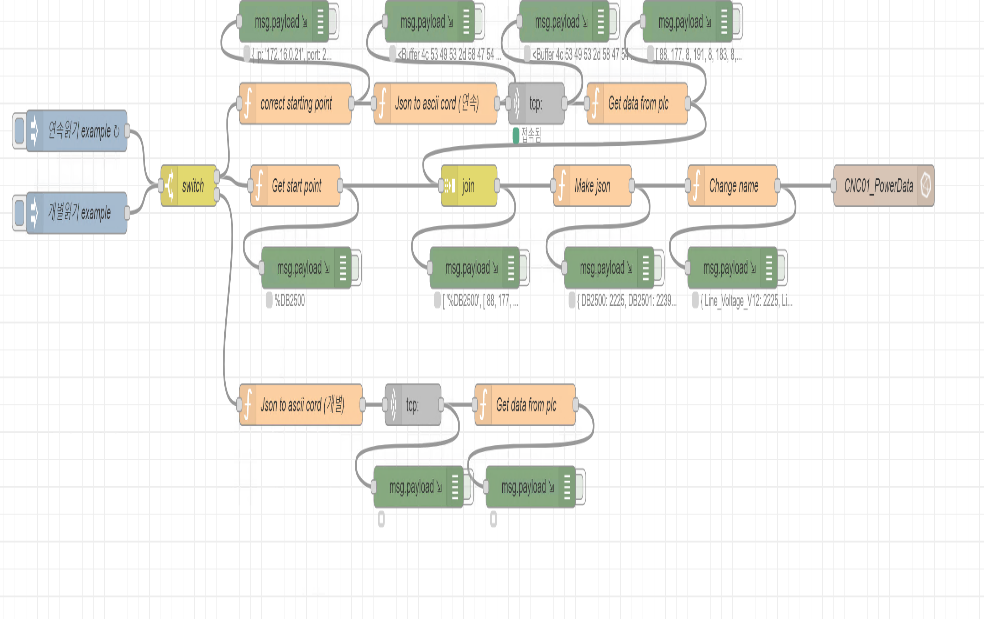 msg.payload
msg.payload
msg.payload
msg.payload
{ ip: '172.16.0.21', port: 2...
<Buffer 4c 53 49 53 2d 58 47 54 ...
<Buffer 4c 53 49 53 2d 58 47 54
[ 88, 177, 8, 191, 8, 183, 8,...
correct starting point
Json to ascii cord (연속)
tcp:
Get data from plc
접속됨
연속읽기 example ↻
switch
Get start point
join
Make json
Change name
CNC01_PowerData
개별읽기 example
msg.payload
msg.payload
msg.payload
msg.payload
%DB2500
[ '%DB2500', [ 88, 177, ...
{ DB2500: 2225, DB2501: 2239...
{ Line_Voltage_V12: 2225, Li...
Json to ascii cord (개별)
tcp:
Get data from plc
msg.payload
msg.payload